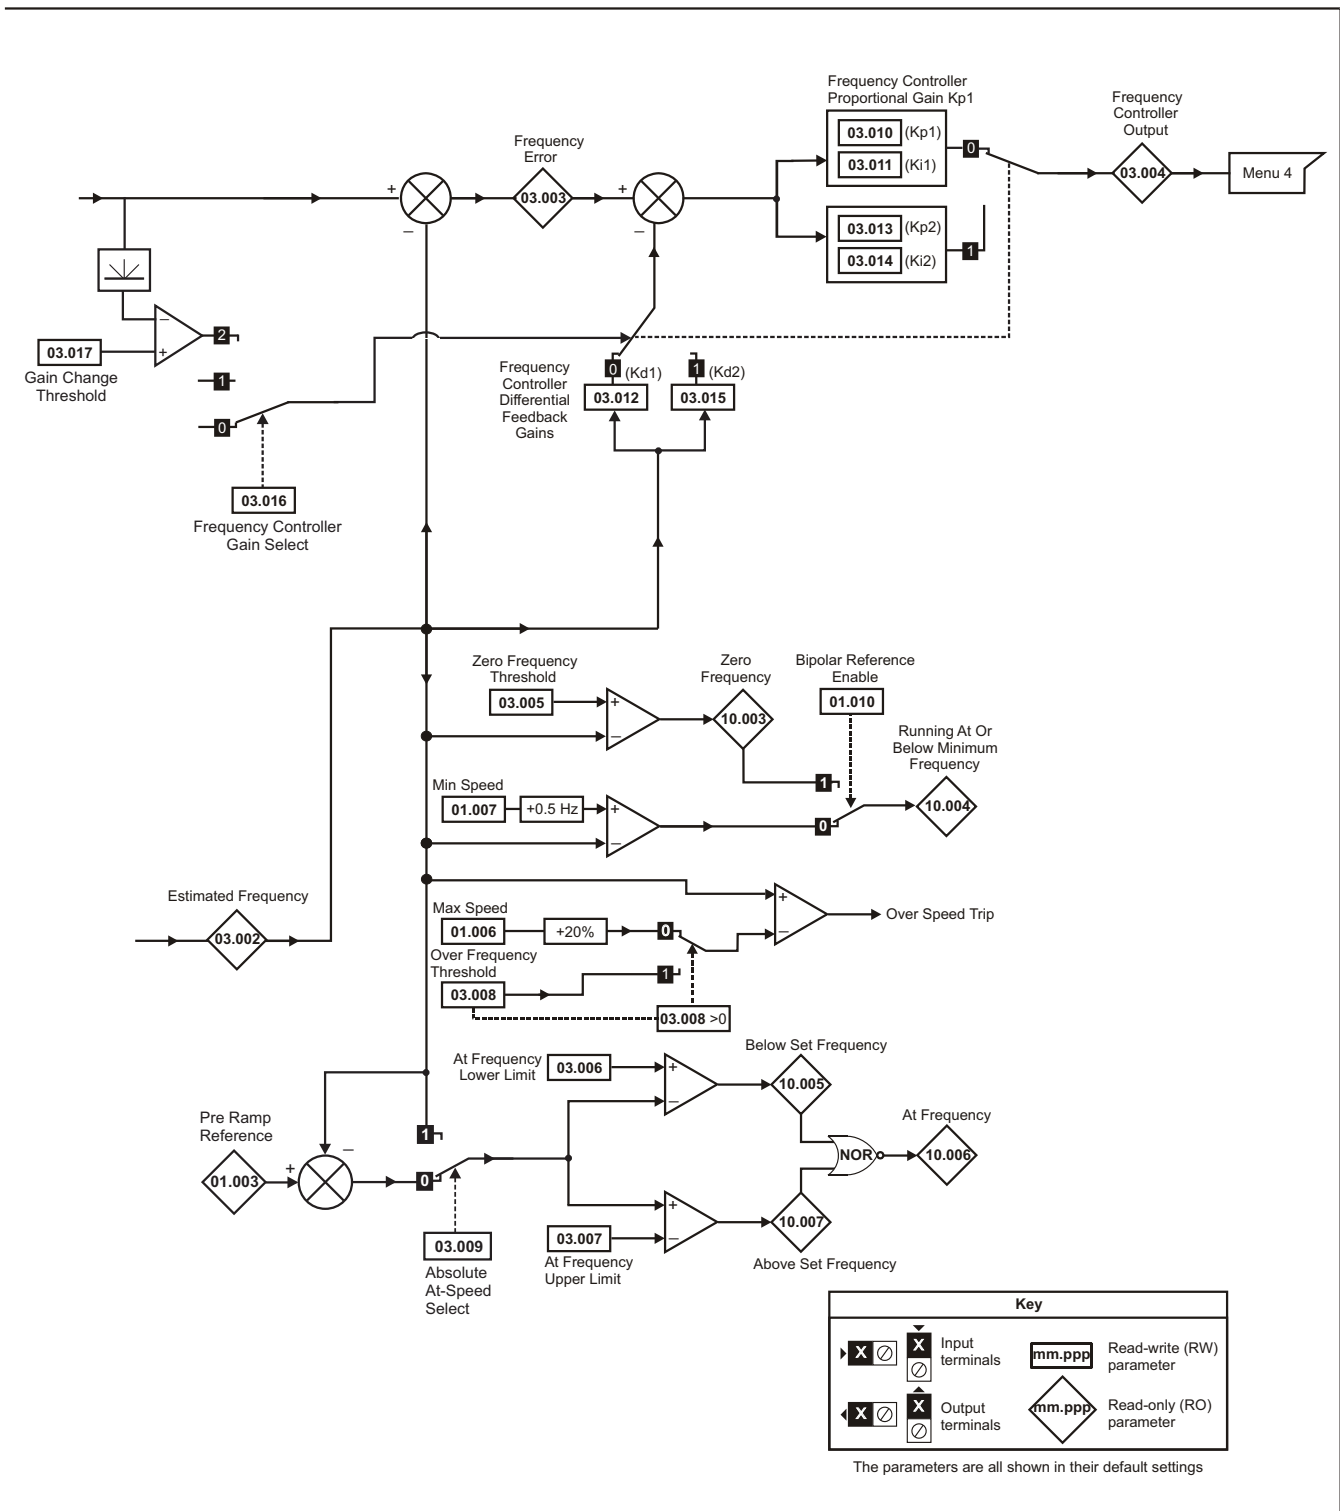 Frequency Controller
Proportional Gain Kp1
03.010 (Kp1)
03.011 (Ki1)
0
03.013 (Kp2)
03.014 (Ki2)
1
Frequency
Controller
Output
03.004
Menu 4
Frequency
Error
03.003
+
–
+
–
–
+
2
1
0
03.017
Gain Change
Threshold
03.016
Frequency Controller
Gain Select
Frequency
Controller
Differential
Feedback
Gains
0 (Kd1)
03.012
1 (Kd2)
03.015
Zero Frequency
Threshold
03.005
+
–
Zero
Frequency
10.003
Bipolar Reference
Enable
01.010
Running At Or
Below Minimum
Frequency
10.004
1
0
Min Speed
01.007
+0.5 Hz
+
–
Estimated Frequency
03.002
Max Speed
01.006
+20%
0
Over Frequency
Threshold
03.008
1
03.008 >0
+
–
Over Speed Trip
At Frequency
Lower Limit
03.006
+
–
Below Set Frequency
10.005
Pre Ramp
Reference
01.003
+
–
1
0
03.009
Absolute
At-Speed
Select
NOR
At Frequency
10.006
03.007
At Frequency
Upper Limit
+
–
10.007
Above Set Frequency
Key
X
X
Input
terminals
mm.ppp
Read-write (RW)
parameter
X
X
Output
terminals
mm.ppp
Read-only (RO)
parameter
The parameters are all shown in their default settings